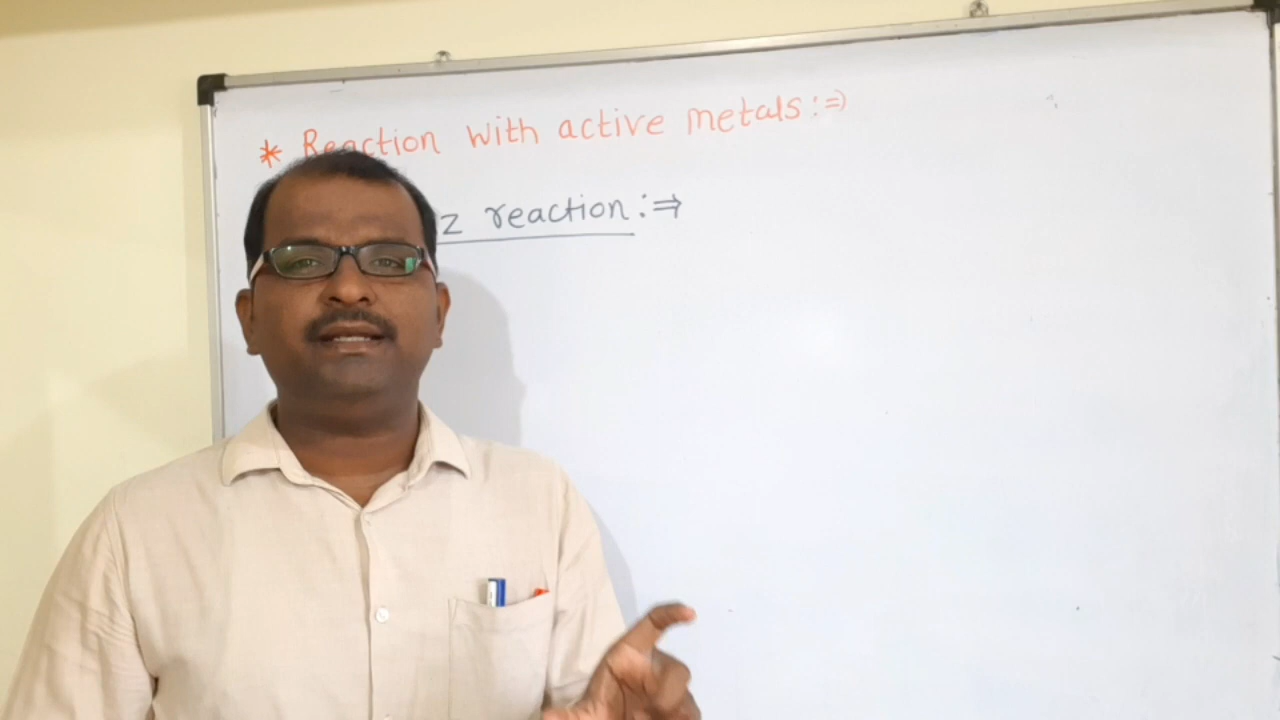 * Reaction with active metals:⇒
z reaction:⇒